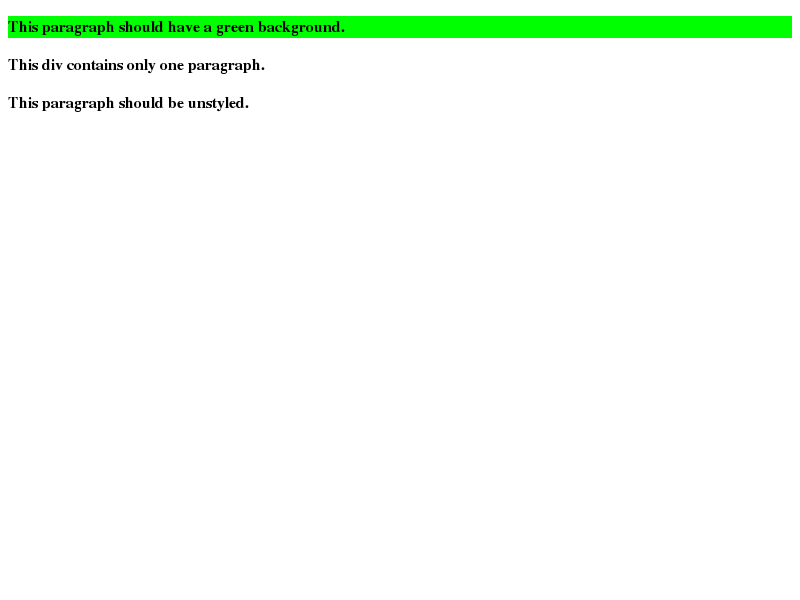 This paragraph should have a green background.
This div contains only one paragraph.
This paragraph should be unstyled.